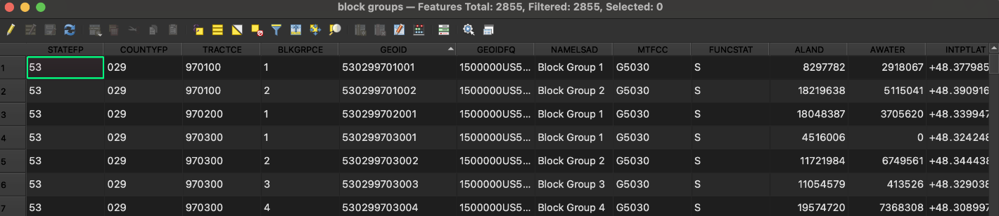 block groups — Features Total: 2855, Filtered: 2855, Selected: 0
STATEFP COUNTYFP TRACTCE BLKGRPCE GEOID GEOIDFQ NAMELSAD MTFCC FUNCSTAT ALAND AWATER INTPTLAT
1 53 029 970100 1 530299701001 1500000US5... Block Group 1 G5030 S 8297782 2918067 +48.377985
2 53 029 970100 2 530299701002 1500000US5... Block Group 2 G5030 S 18219638 5115041 +48.390916
3 53 029 970200 1 530299702001 1500000US5... Block Group 1 G5030 S 18048387 3705620 +48.339947
4 53 029 970300 1 530299703001 1500000US5... Block Group 1 G5030 S 4516006 0 +48.324248
5 53 029 970300 2 530299703002 1500000US5... Block Group 2 G5030 S 11721984 6749561 +48.344438
6 53 029 970300 3 530299703003 1500000US5... Block Group 3 G5030 S 11054579 413526 +48.329038
7 53 029 970300 4 530299703004 1500000US5... Block Group 4 G5030 S 19574720 7368308 +48.308997